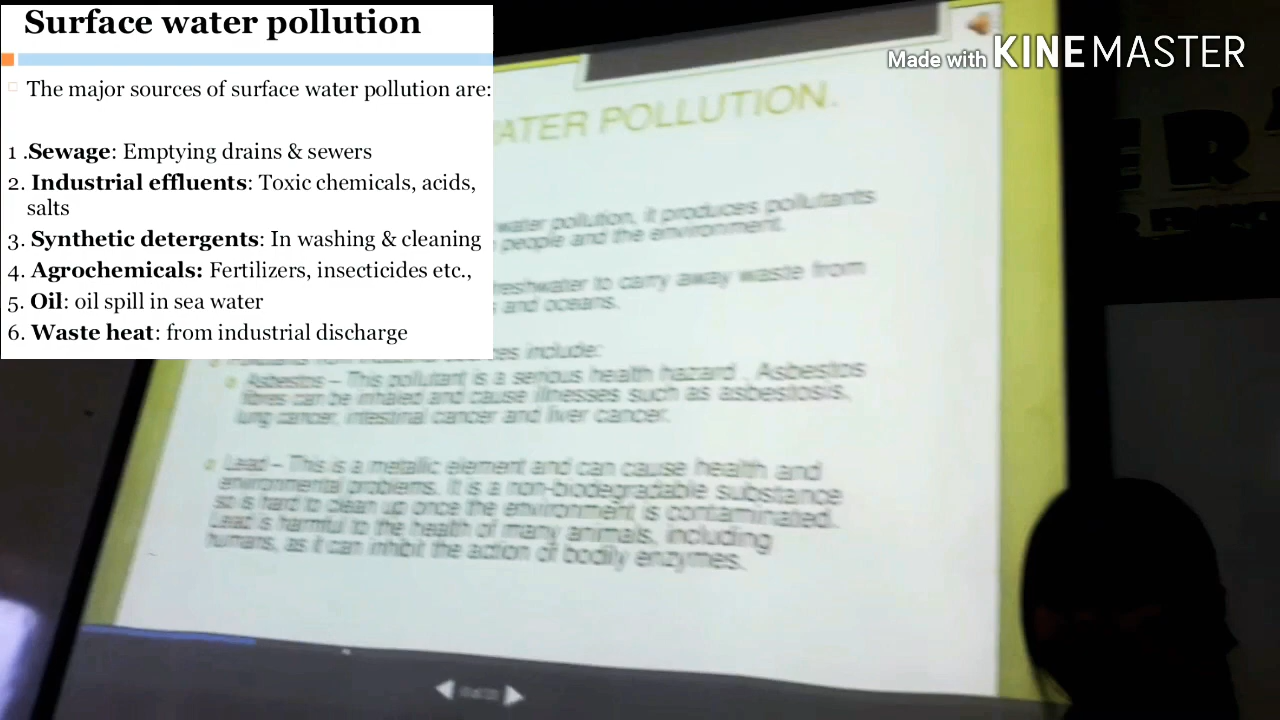 Surface water pollution
The major sources of surface water pollution are:
1 .Sewage: Emptying drains & sewers
2. Industrial effluents: Toxic chemicals, acids,
salts
3. Synthetic detergents: In washing & cleaning
4. Agrochemicals: Fertilizers, insecticides etc.,
5. Oil: oil spill in sea water
6. Waste heat: from industrial discharge
Made with KINEMASTER
ATER POLLUTION.
water pollution, it produces pollutants
people and the environment.
reshwater to carry away waste from
and oceans.
include:
Asbestos – This pollutant is a serious health hazard . Asbestos
fibres can be inhaled and cause illnesses such as asbestosis,
lung cancer, intestinal cancer and liver cancer.
Lead – This is a metallic element and can cause health and
environmental problems. It is a non-biodegradable substance
so is hard to clean up once the environment is contaminated.
Lead is harmful to the health of many animals, including
humans, as it can inhibit the action of bodily enzymes.